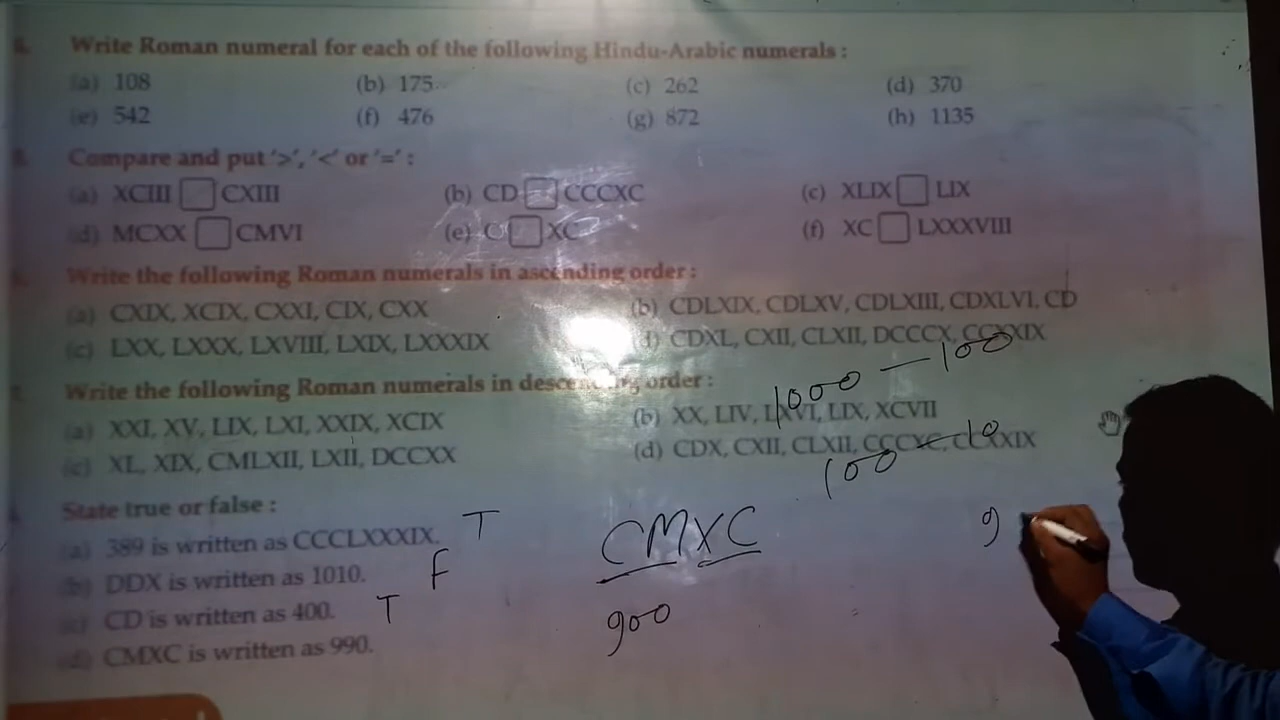 Write Roman numeral for each of the following Hindu-Arabic numerals :
(a) 108 (b) 175 (c) 262 (d) 370
(e) 542 (f) 476 (g) 872 (h) 1135
Compare and put '>', '<' or '=' :
(a) XCIII CXIII (b) CD CCCXC (c) XLIX LIX
(d) MCXX CMVI (e) C XC (f) XC LXXXVIII
Write the following Roman numerals in ascending order :
(a) CXIX, XCIX, CXXI, CIX, CXX (b) CDLXIX, CDLXV, CDLXIII, CDXLVI, CD
(c) LXX, LXXX, LXVIII, LXIX, LXXXIX CDXL, CXII, CLXII, DCCCX,
1000 - 100
Write the following Roman numerals in descending order :
(a) XXI, XV, LIX, LXI, XXIX, XCIX (b) XX, LIV, LXVI, LIX, XCVII
(c) XL, XIX, CMLXII, LXII, DCCXX (d) CDX, CXII, CLXII,
100 - 10
State true or false :
(a) 389 is written as CCCLXXXIX. T
(b) DDX is written as 1010. F
(c) CD is written as 400. T
(d) CMXC is written as 990.
CMXC
900
9